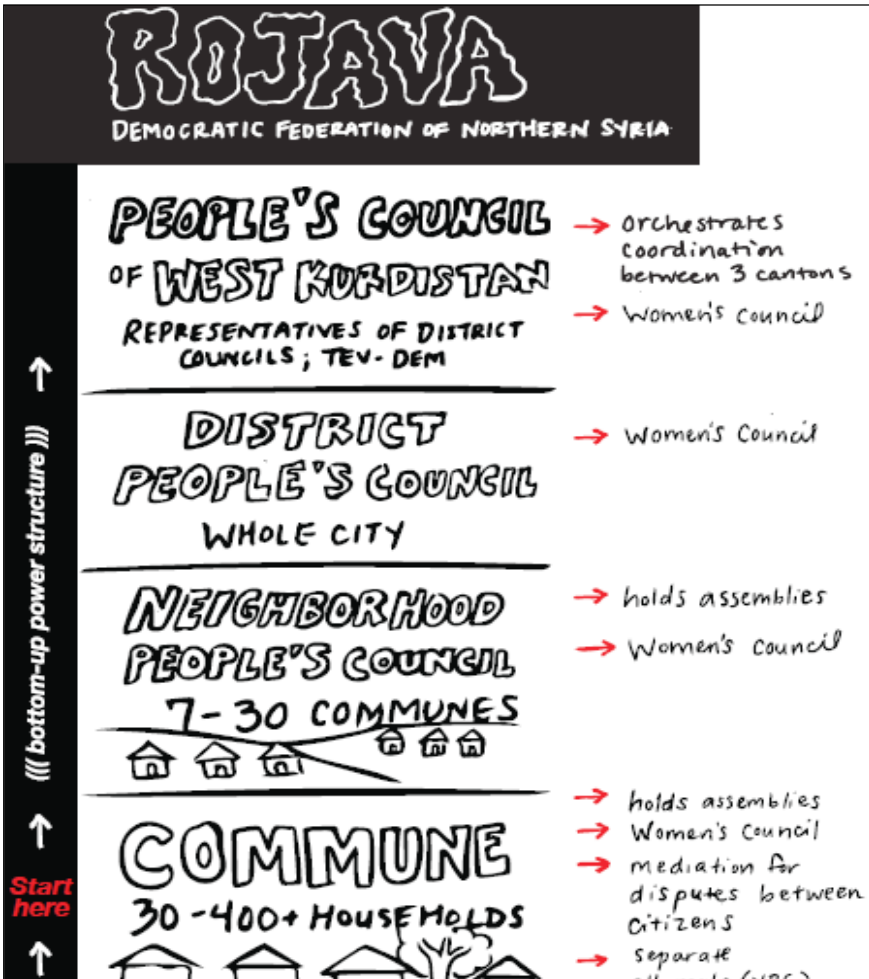 ROJAVA
DEMOCRATIC FEDERATION OF NORTHERN SYRIA
PEOPLE'S COUNCIL
OF WEST KURDISTAN
REPRESENTATIVES OF DISTRICT
COUNCILS; TEV-DEM
→ orchestrates
coordination
between 3 cantons
→ Women's Council
DISTRICT
PEOPLE'S COUNCIL
WHOLE CITY
→ Women's Council
NEIGHBORHOOD
PEOPLE'S COUNCIL
7-30 COMMUNES
→ holds assemblies
→ Women's Council
COMMUNE
30-400+ HOUSEHOLDS
→ holds assemblies
→ Women's Council
→ mediation for
disputes between
citizens
→ separate
((( bottom-up power structure )))
Start
here